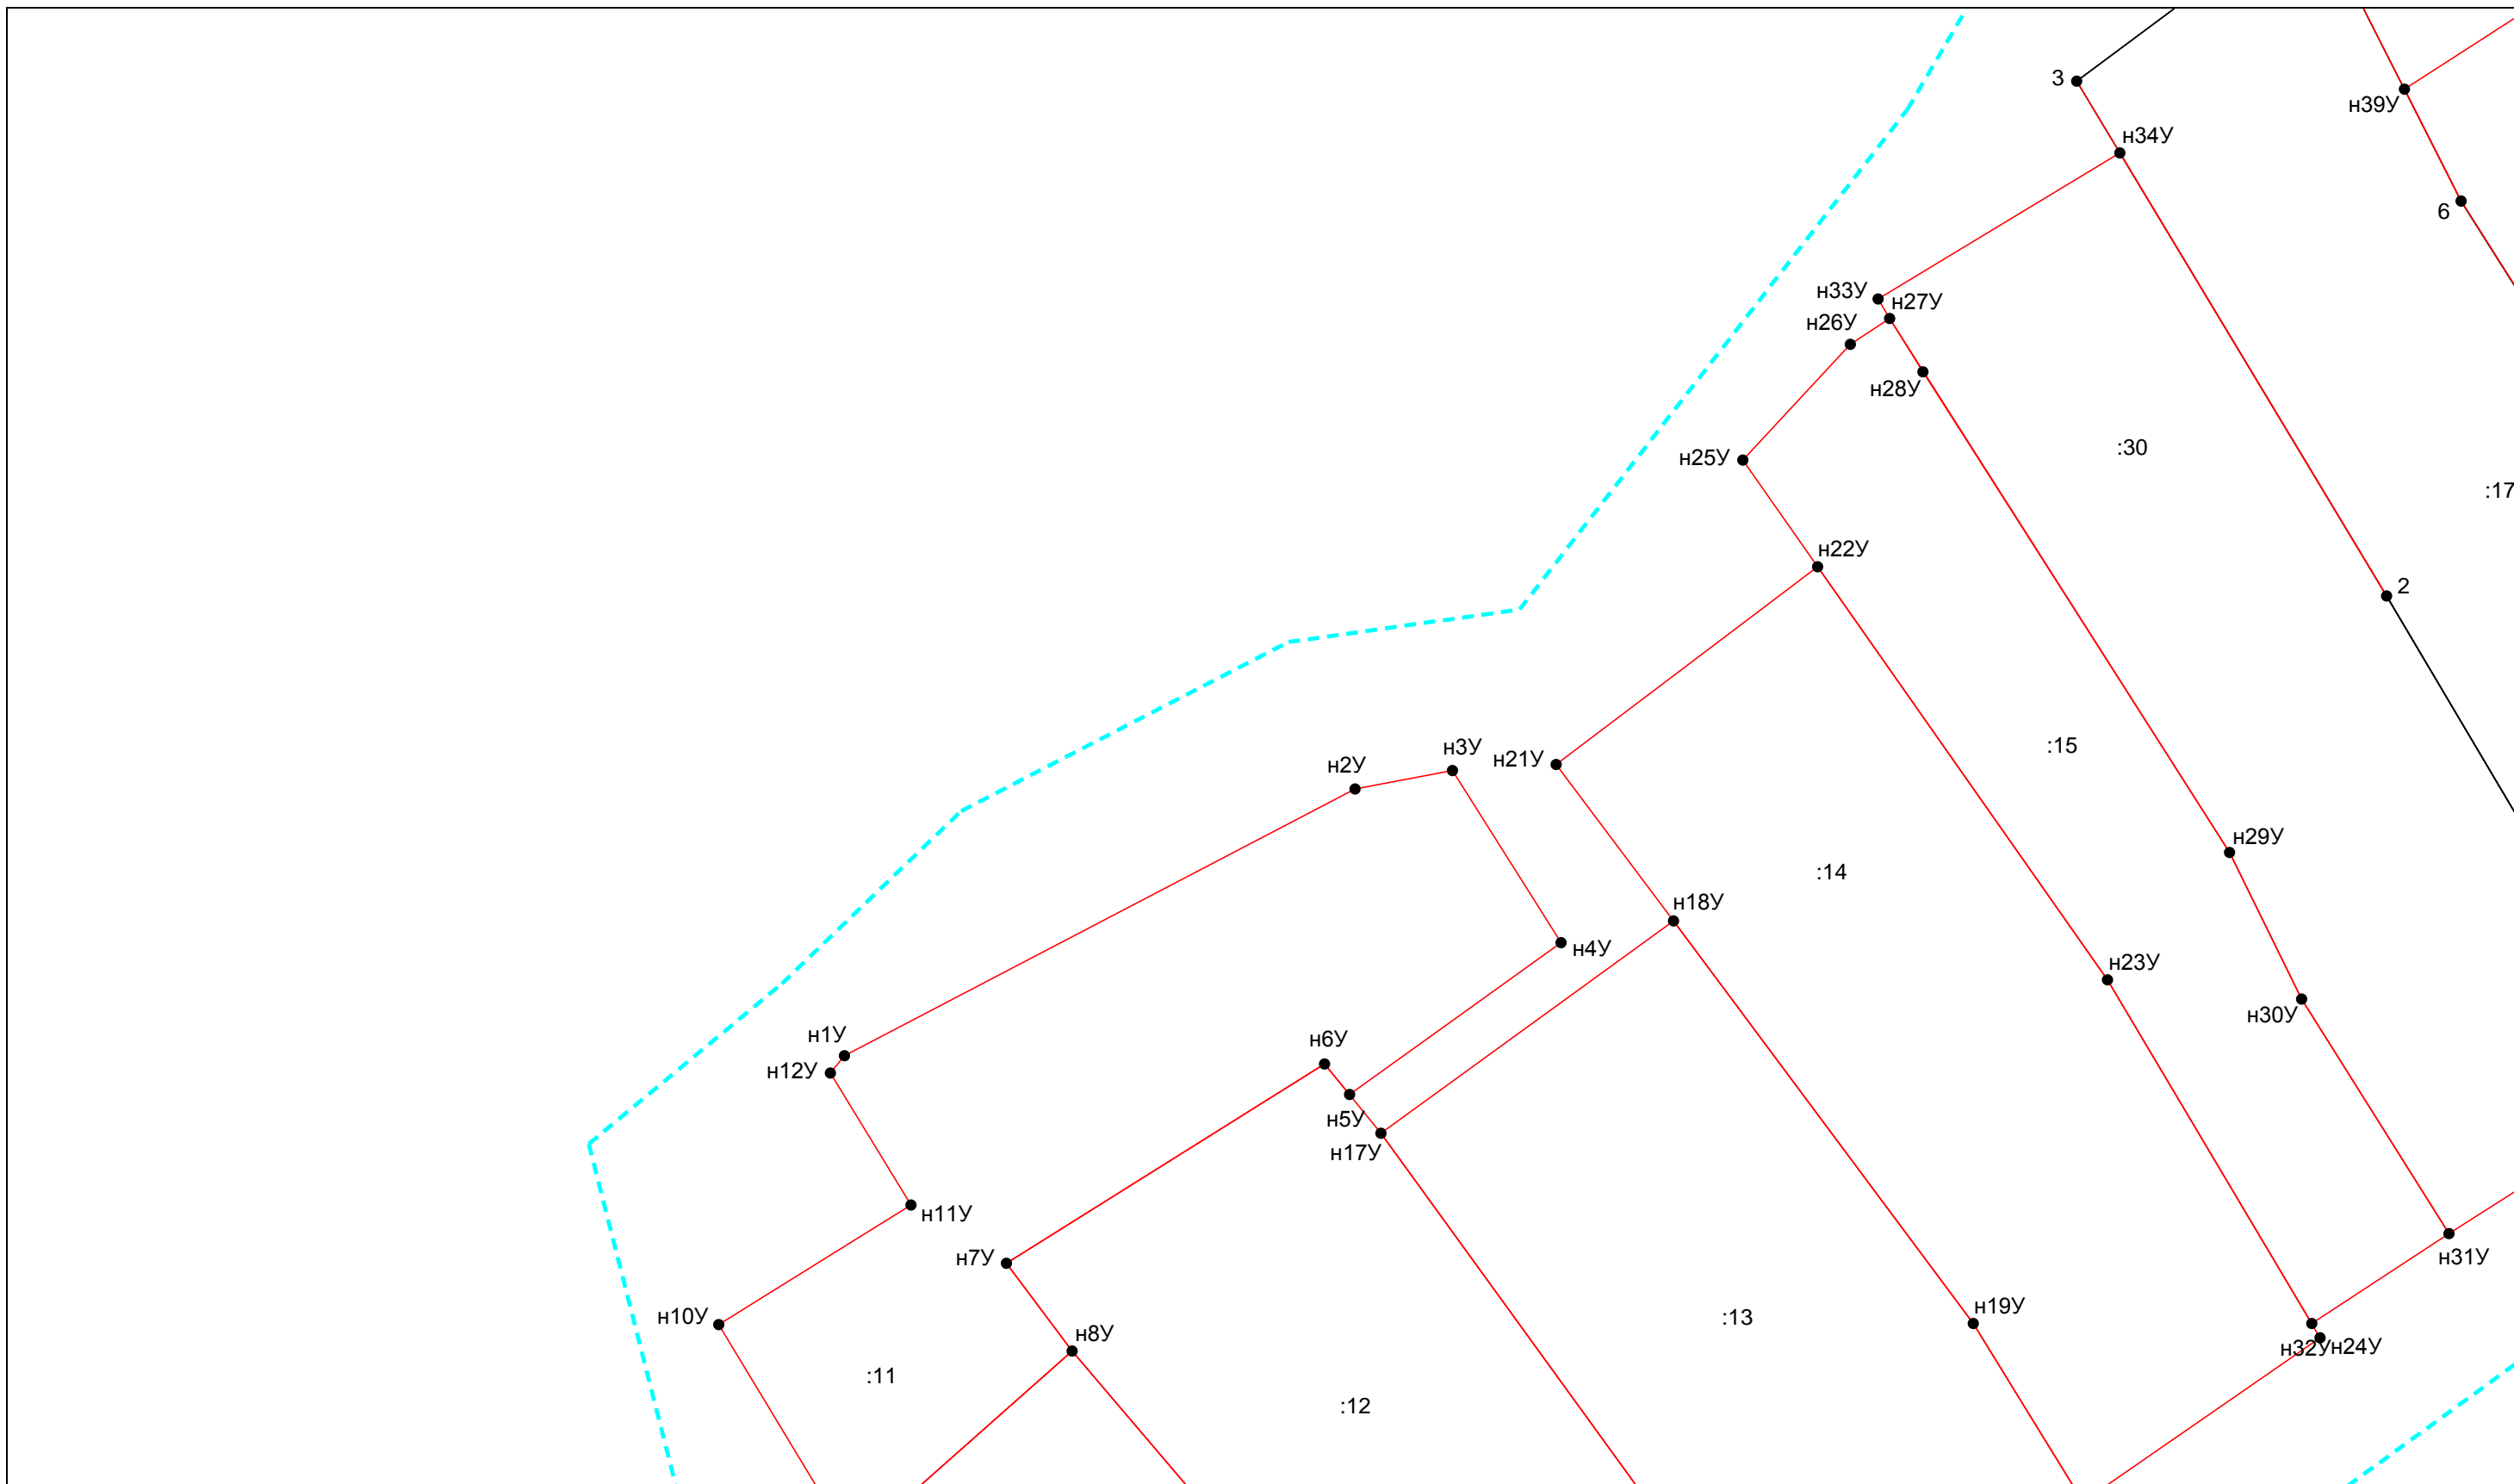 3
н39У
н34У
6
н33У
н27У
н26У
н28У
:30
н25У
:17
н22У
2
:15
н3У
н21У
н2У
н29У
:14
н18У
н4У
н23У
н30У
н1У
н6У
н12У
н5У
н17У
н11У
н31У
н7У
н10У
н19У
:13
н8У
н32У
н24У
:11
:12